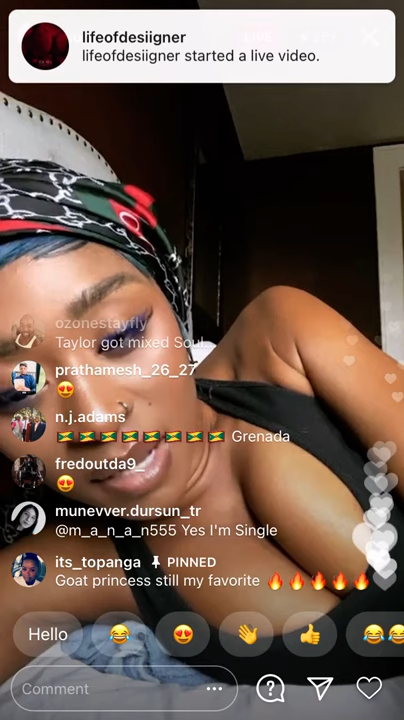 lifeofdesiigner
lifeofdesiigner started a live video.
ozonestayfly
Taylor got mixed Soul
prathamesh_26_27
😍
n.j.adams
🇬🇩🇬🇩🇬🇩🇬🇩🇬🇩🇬🇩🇬🇩🇬🇩 Grenada
fredoutda9_
😍
munevver.dursun_tr
@m_a_n_a_n555 Yes I'm Single
its_topanga PINNED
Goat princess still my favorite 🔥🔥🔥🔥🔥
Hello 😂 😍 👋 👍 😂😂
Comment ...